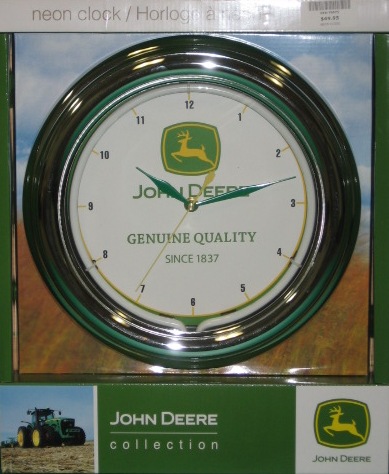 neon clock / Horloge à
$49.95
12
11
1
10
2
JOHN DEERE
9
3
GENUINE QUALITY
8
4
SINCE 1837
7
5
6
JOHN DEERE
collection
JOHN DEERE